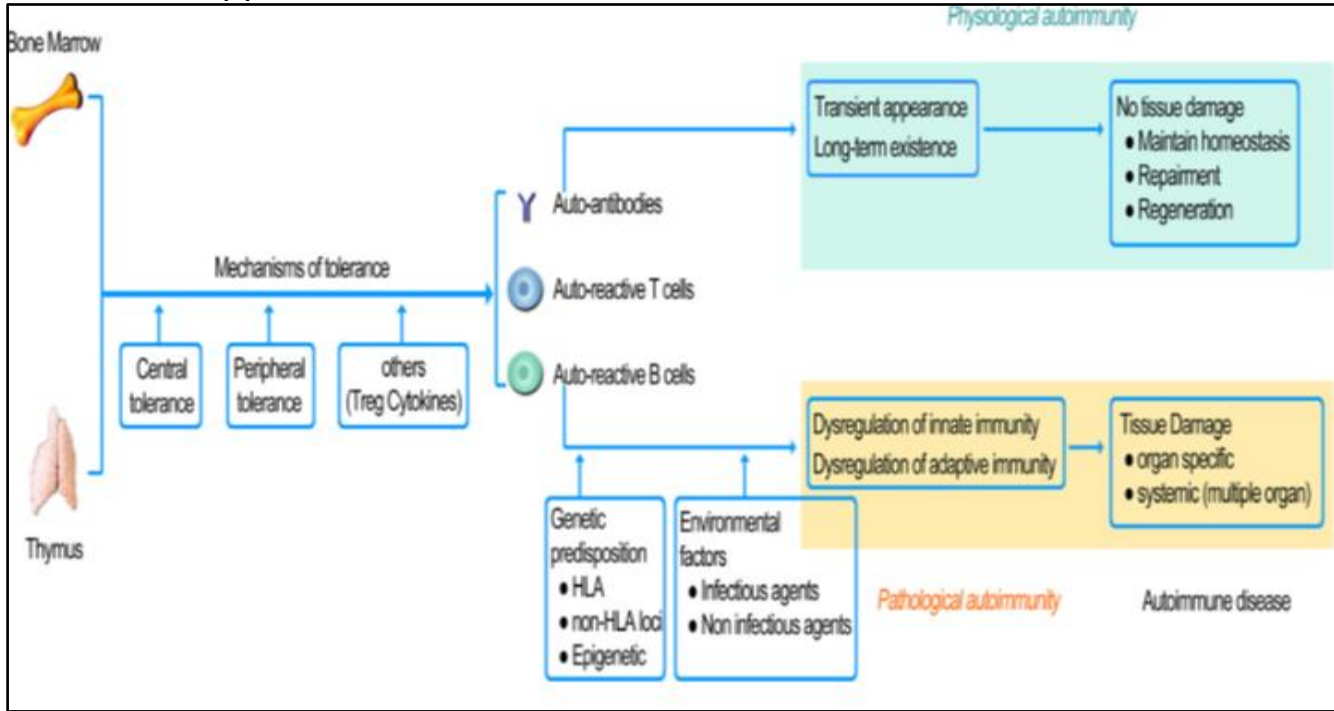 Physiological autoimmunity
Bone Marrow
Transient appearance
Long-term existence
No tissue damage
● Maintain homeostasis
● Repairment
● Regeneration
Auto-antibodies
Mechanisms of tolerance
Auto-reactive T cells
Central
tolerance
Peripheral
tolerance
others
(Treg Cytokines)
Auto-reactive B cells
Dysregulation of innate immunity
Dysregulation of adaptive immunity
Tissue Damage
● organ specific
● systemic (multiple organ)
Thymus
Genetic
predisposition
● HLA
● non-HLA loci
● Epigenetic
Environmental
factors
● Infectious agents
● Non infectious agents
Pathological autoimmunity
Autoimmune disease